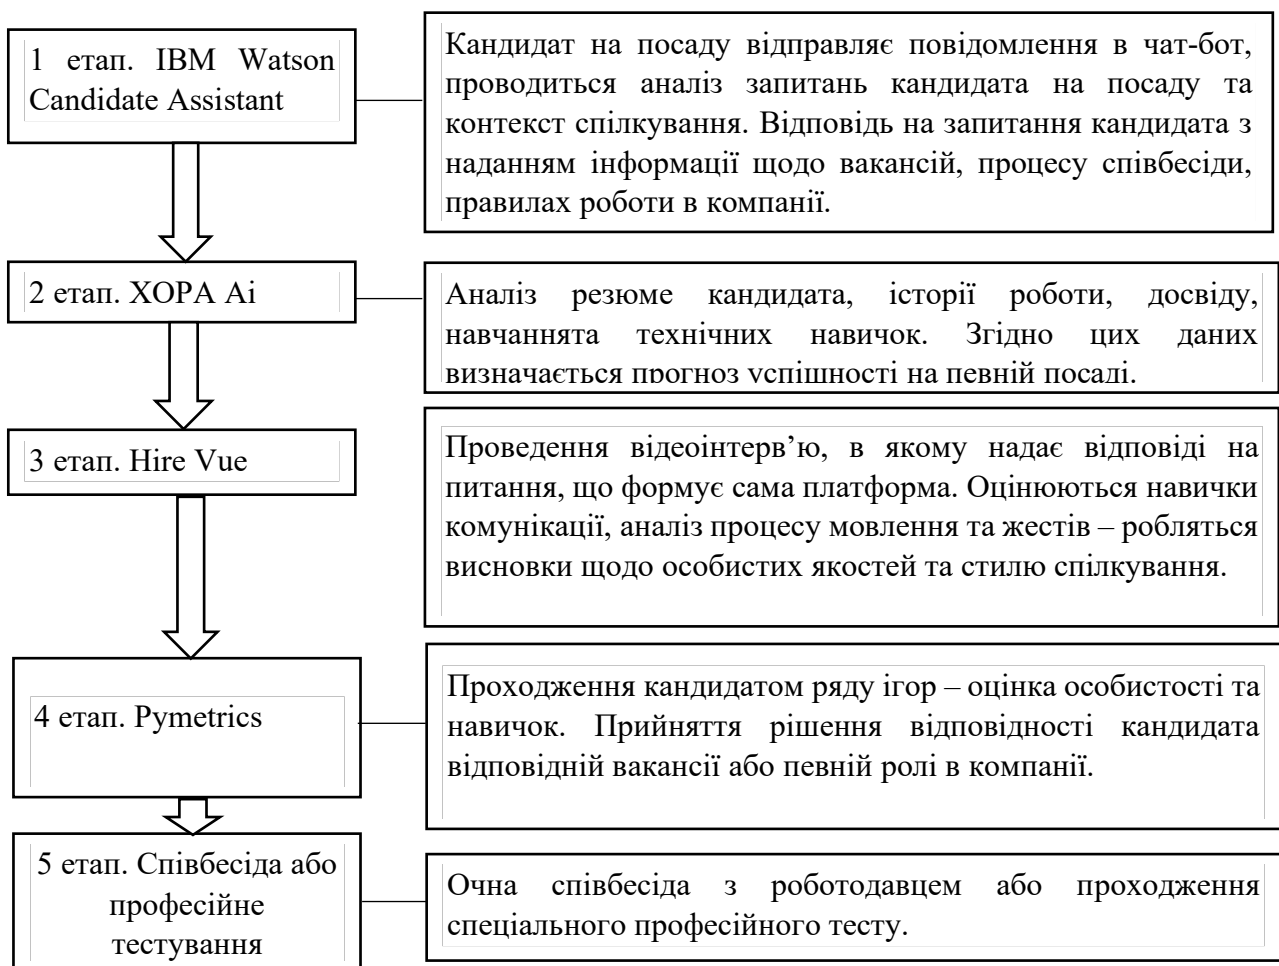 1 етап. IBM Watson
Candidate Assistant
Кандидат на посаду відправляє повідомлення в чат-бот,
проводиться аналіз запитань кандидата на посаду та
контекст спілкування. Відповідь на запитання кандидата з
наданням інформації щодо вакансій, процесу співбесіди,
правилах роботи в компанії.
2 етап. XOPA Ai
Аналіз резюме кандидата, історії роботи, досвіду,
навчаннята технічних навичок. Згідно цих даних
визначається прогноз успішності на певній посаді.
3 етап. Hire Vue
Проведення відеоінтерв’ю, в якому надає відповіді на
питання, що формує сама платформа. Оцінюються навички
комунікації, аналіз процесу мовлення та жестів – робляться
висновки щодо особистих якостей та стилю спілкування.
4 етап. Pymetrics
Проходження кандидатом ряду ігор – оцінка особистості та
навичок. Прийняття рішення відповідності кандидата
відповідній вакансії або певній ролі в компанії.
5 етап. Співбесіда або
професійне
тестування
Очна співбесіда з роботодавцем або проходження
спеціального професійного тесту.